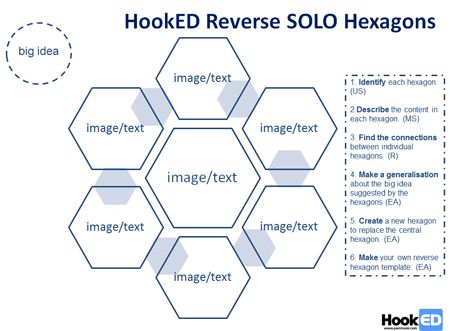 HookED Reverse SOLO Hexagons
big idea
image/text
image/text
image/text
image/text
image/text
image/text
image/text
1. Identify each hexagon.
(US)
2.Describe the content in
each hexagon. (MS)
3. Find the connections
between individual
hexagons. (R)
4. Make a generalisation
about the big idea
suggested by the
hexagons (EA)
5. Create a new hexagon
to replace the central
hexagon. (EA)
6. Make your own reverse
hexagon template. (EA)
HookED
www.pamhook.com